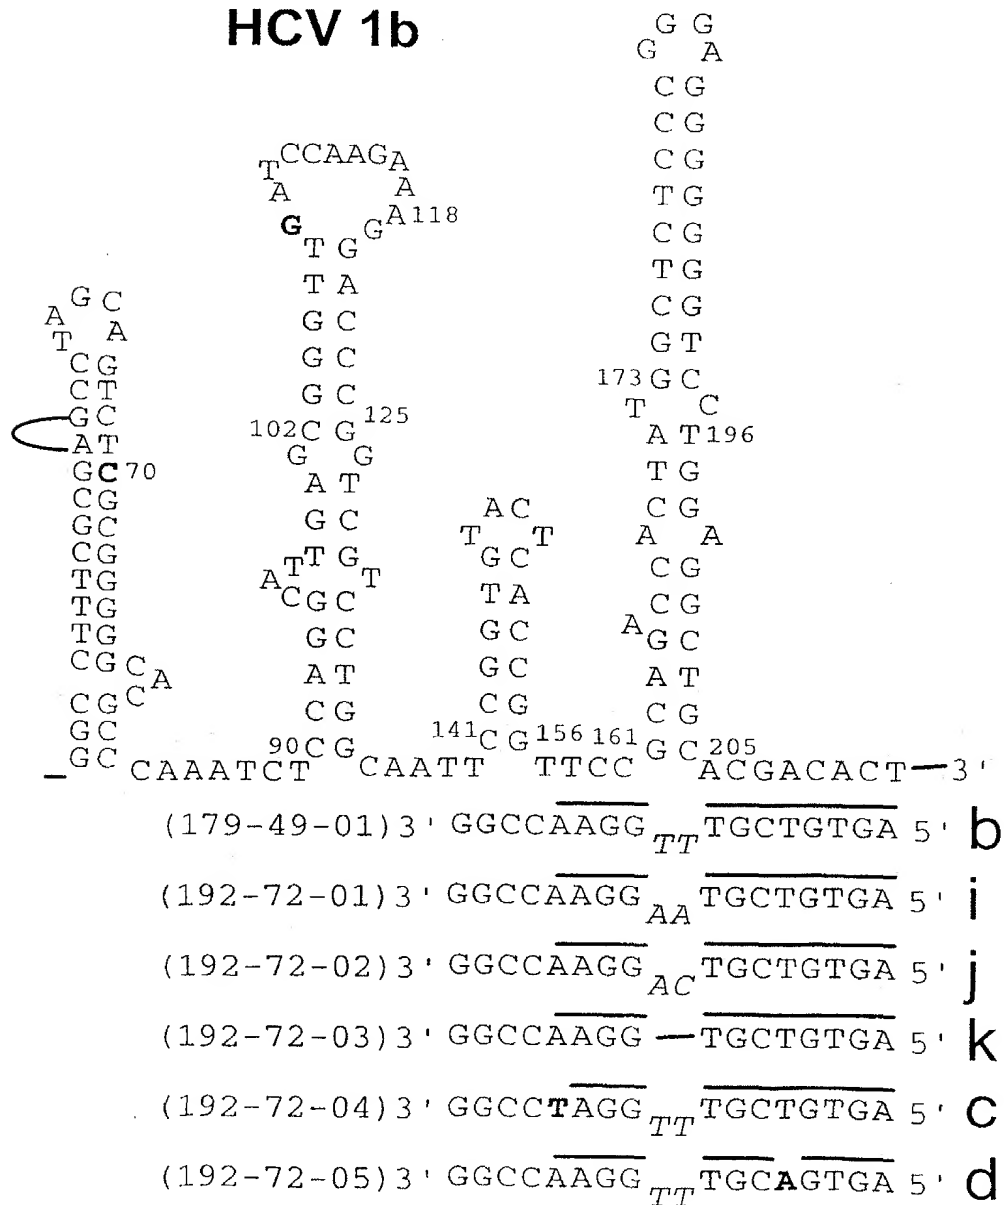 HCV 1b
G C
A A
T
C G
C T
G C
A T
G C 70
C G
G C
C G
T G
T G
T G
C G C A
C G C
G C
G C
CAAATCT
CCAAGA
T A
A
G G A 118
T G
T A
G C
G C
G C
102 C G 125
G G
A T
G C
T T G T
A C G C
G C
A T
C G
90 C G
CAATT
A C
T T
G C
T A
G C
G C
C G
141 C G 156
TTCC
G G
G A
C G
C G
C G
T G
C G
T G
C G
G T
173 G C
T C
A T 196
T G
C G
A A
C G
C G
A G C
A T
C G
161 G C 205
ACGACACT—3'
(179-49-01)3' GGCCAAGG TT TGCTGTGA 5' b
(192-72-01)3' GGCCAAGG AA TGCTGTGA 5' i
(192-72-02)3' GGCCAAGG AC TGCTGTGA 5' j
(192-72-03)3' GGCCAAGG — TGCTGTGA 5' k
(192-72-04)3' GGCCTAGG TT TGCTGTGA 5' c
(192-72-05)3' GGCCAAGG TT TGCAGTGA 5' d